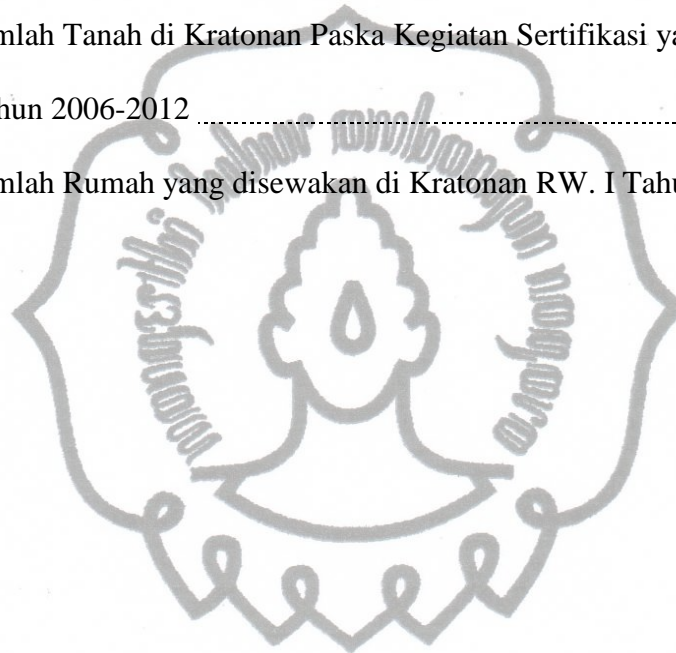 mlah Tanah di Kratonan Paska Kegiatan Sertifikasi ya
hun 2006-2012 ........................................
mlah Rumah yang disewakan di Kratonan RW. I Tahu